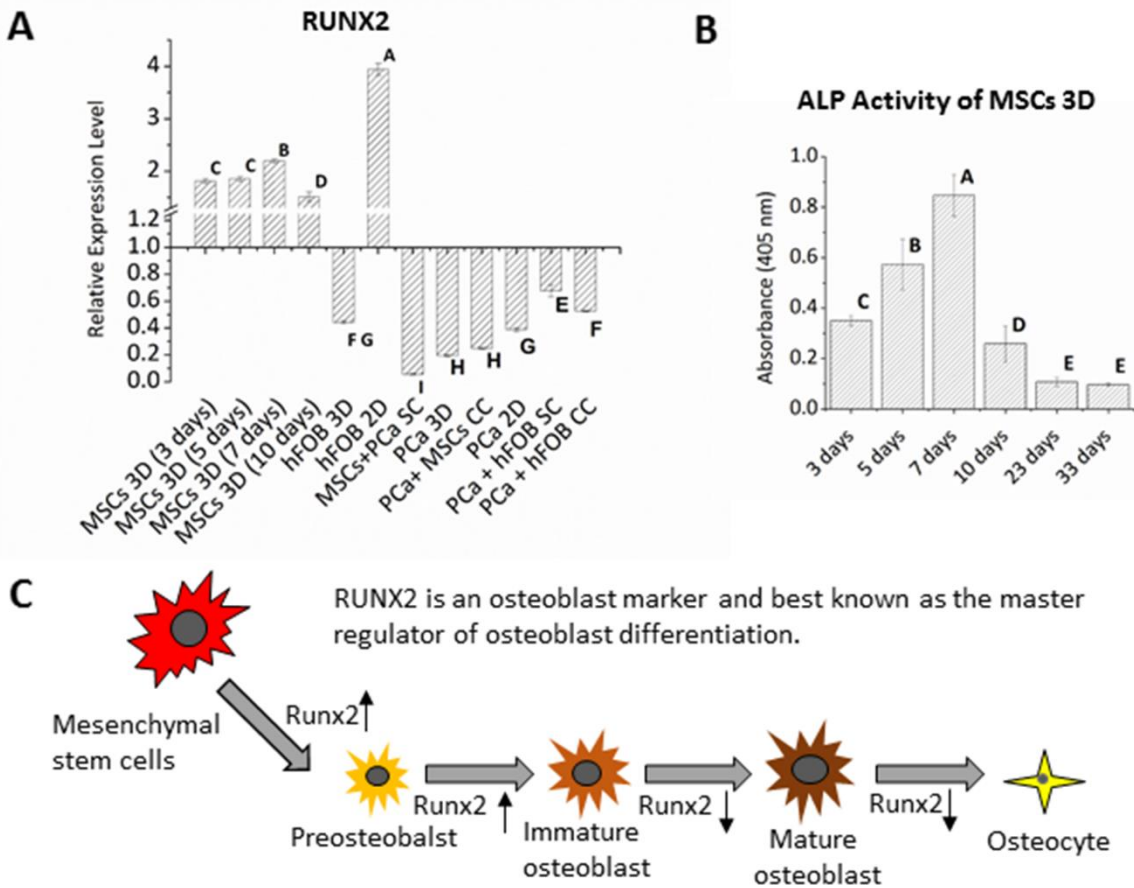 A
RUNX2
Relative Expression Level
4
3
2
1.2
1.0
0.8
0.6
0.4
0.2
0.0
C
C
B
D
F G
A
I
H
H
G
E
F
MSCs 3D (3 days)
MSCs 3D (5 days)
MSCs 3D (7 days)
MSCs 3D (10 days)
hFOB 3D
hFOB 2D
MSCs+PCa SC
PCa 3D
PCa+ MSCs CC
PCa 2D
PCa + hFOB SC
PCa + hFOB CC
B
ALP Activity of MSCs 3D
Absorbance (405 nm)
1.0
0.8
0.6
0.4
0.2
0.0
C
B
A
D
E
E
3 days
5 days
7 days
10 days
23 days
33 days
C
RUNX2 is an osteoblast marker and best known as the master
regulator of osteoblast differentiation.
Mesenchymal
stem cells
Runx2
Preosteobalst
Runx2
Immature
osteoblast
Runx2
Mature
osteoblast
Runx2
Osteocyte